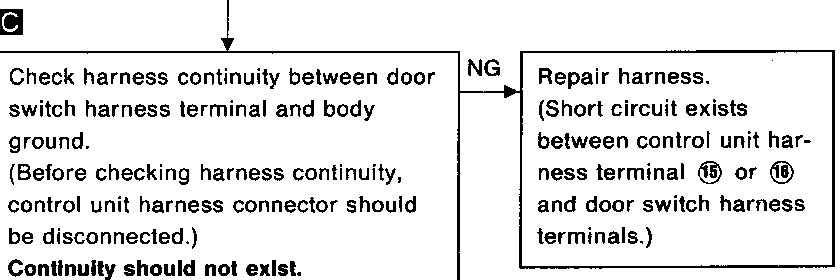 C
Check harness continuity between door
switch harness terminal and body
ground.
(Before checking harness continuity,
control unit harness connector should
be disconnected.)
Continuity should not exist.
NG
Repair harness.
(Short circuit exists
between control unit har-
ness terminal ⑮ or ⑯
and door switch harness
terminals.)